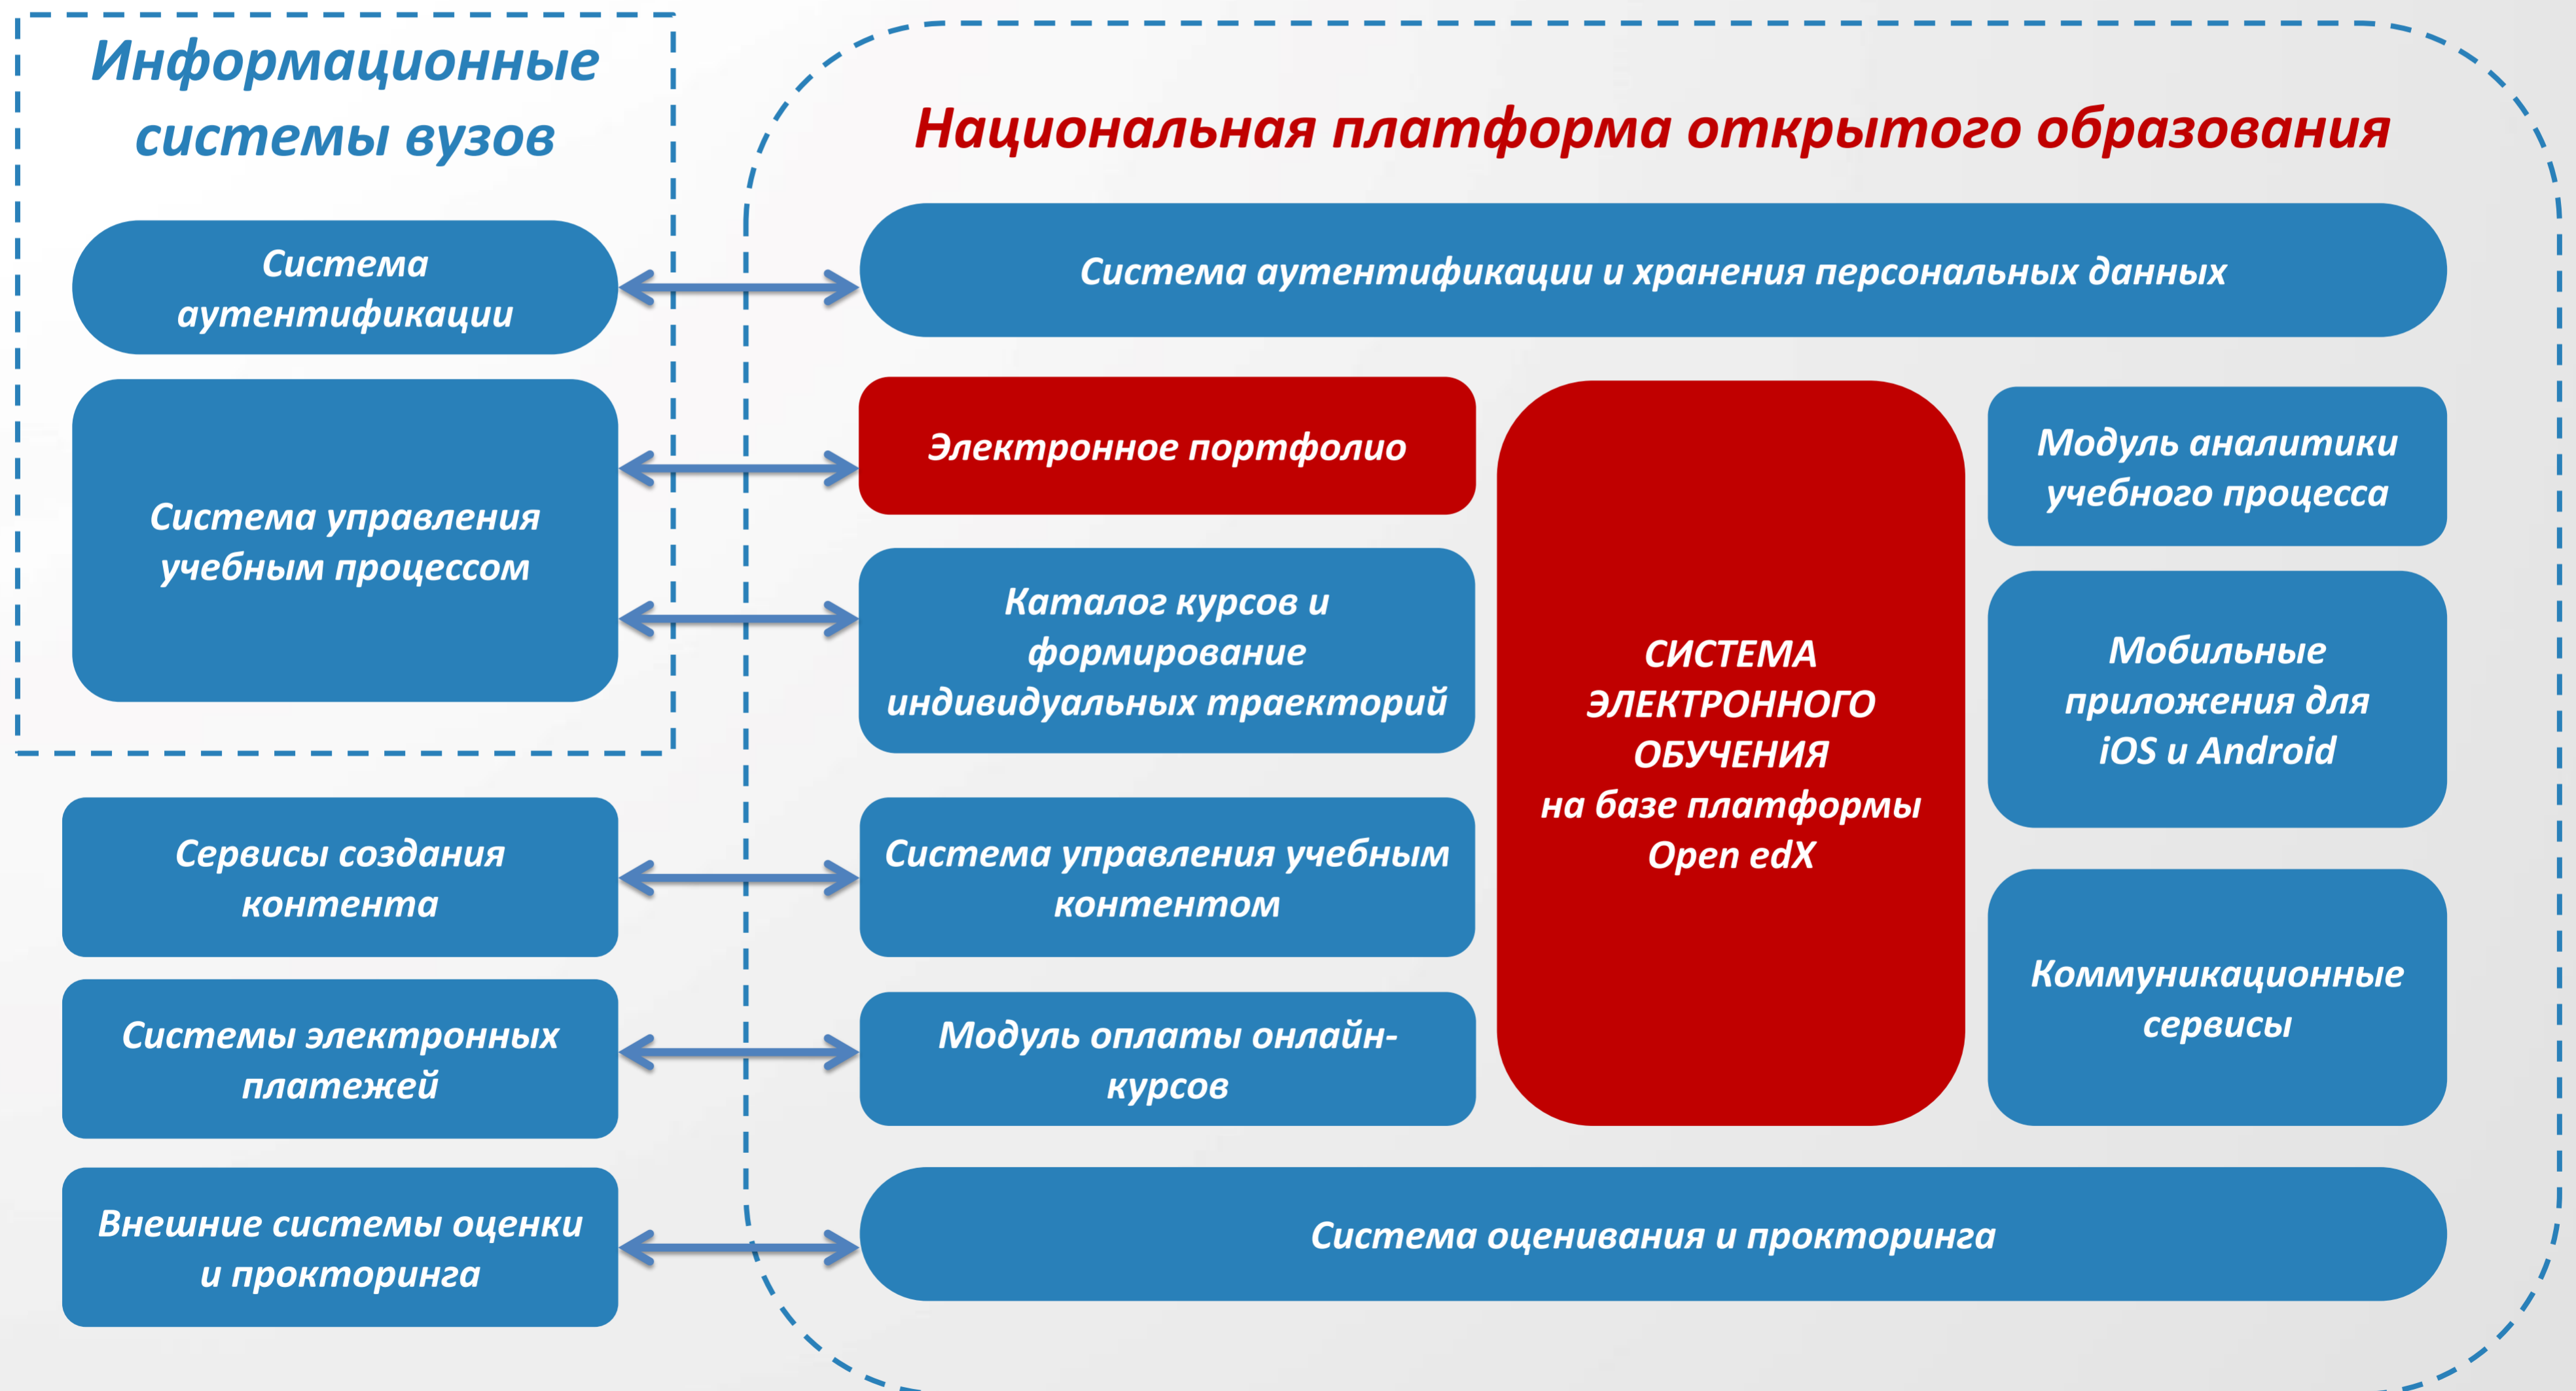 Информационные
системы вузов
Система
аутентификации
Система управления
учебным процессом
Сервисы создания
контента
Системы электронных
платежей
Внешние системы оценки
и прокторинга
Национальная платформа открытого образования
Система аутентификации и хранения персональных данных
Электронное портфолио
Каталог курсов и
формирование
индивидуальных траекторий
Система управления учебным
контентом
Модуль оплаты онлайн-
курсов
СИСТЕМА
ЭЛЕКТРОННОГО
ОБУЧЕНИЯ
на базе платформы
Open edX
Модуль аналитики
учебного процесса
Мобильные
приложения для
iOS и Android
Коммуникационные
сервисы
Система оценивания и прокторинга